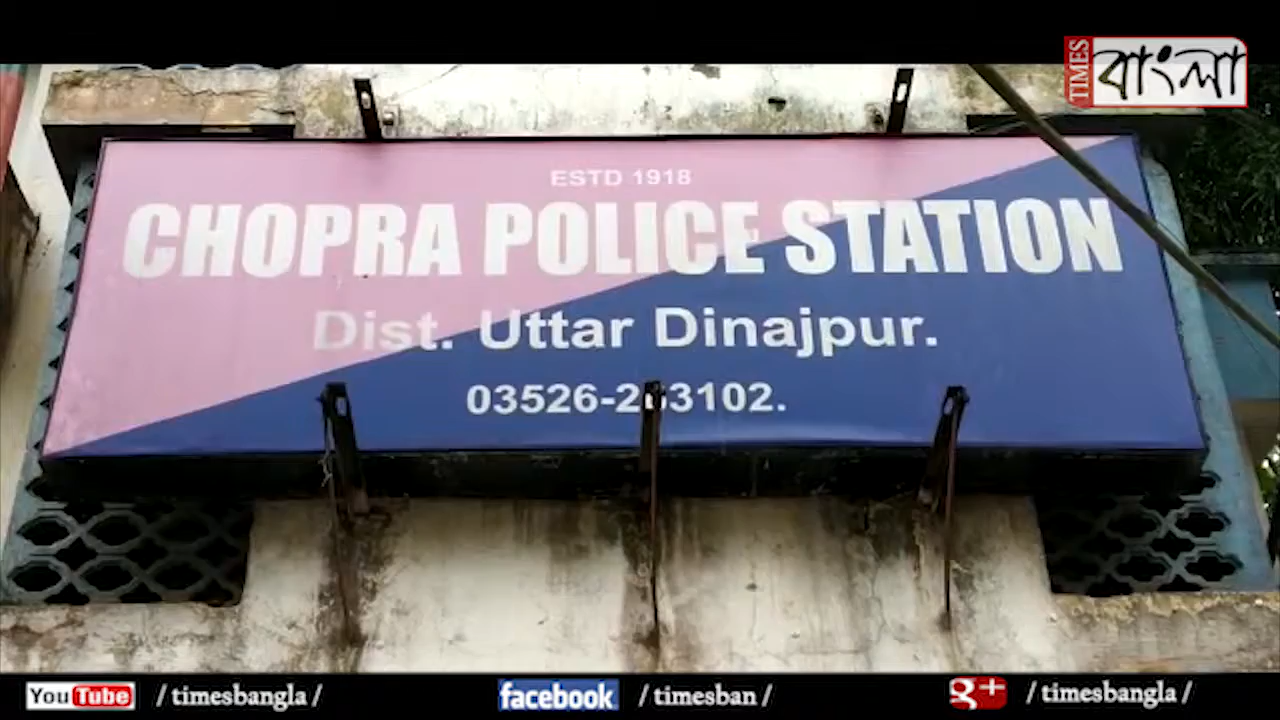 TIMES বাংলা
ESTD 1918
CHOPRA POLICE STATION
Dist. Uttar Dinajpur.
YouTube / timesbangla /
facebook / timesban /
g+ / timesbangla /